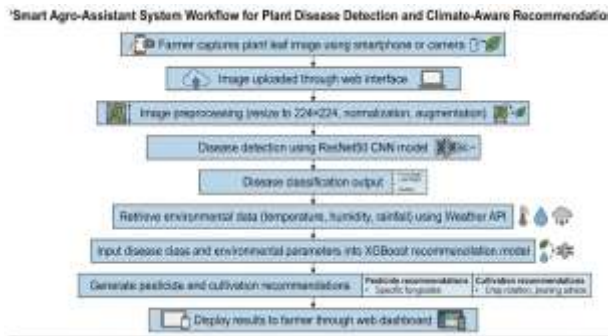 "Smart Agro-Assistant System Workflow for Plant Disease Detection and Climate-Aware Recommendation
Farmer captures plant leaf image using smartphone or camera
Image uploaded through web interface
Image preprocessing (resize to 224×224, normalization, augmentation)
Disease detection using ResNet50 CNN model
Disease classification output
Retrieve environmental data (temperature, humidity, rainfall) using Weather API
Input disease class and environmental parameters into XGBoost recommendation model
Generate pesticide and cultivation recommendations
Pesticide recommendations
• Specific fungicides
Cultivation recommendations
• Crop rotation, pruning advice
Display results to farmer through web dashboard